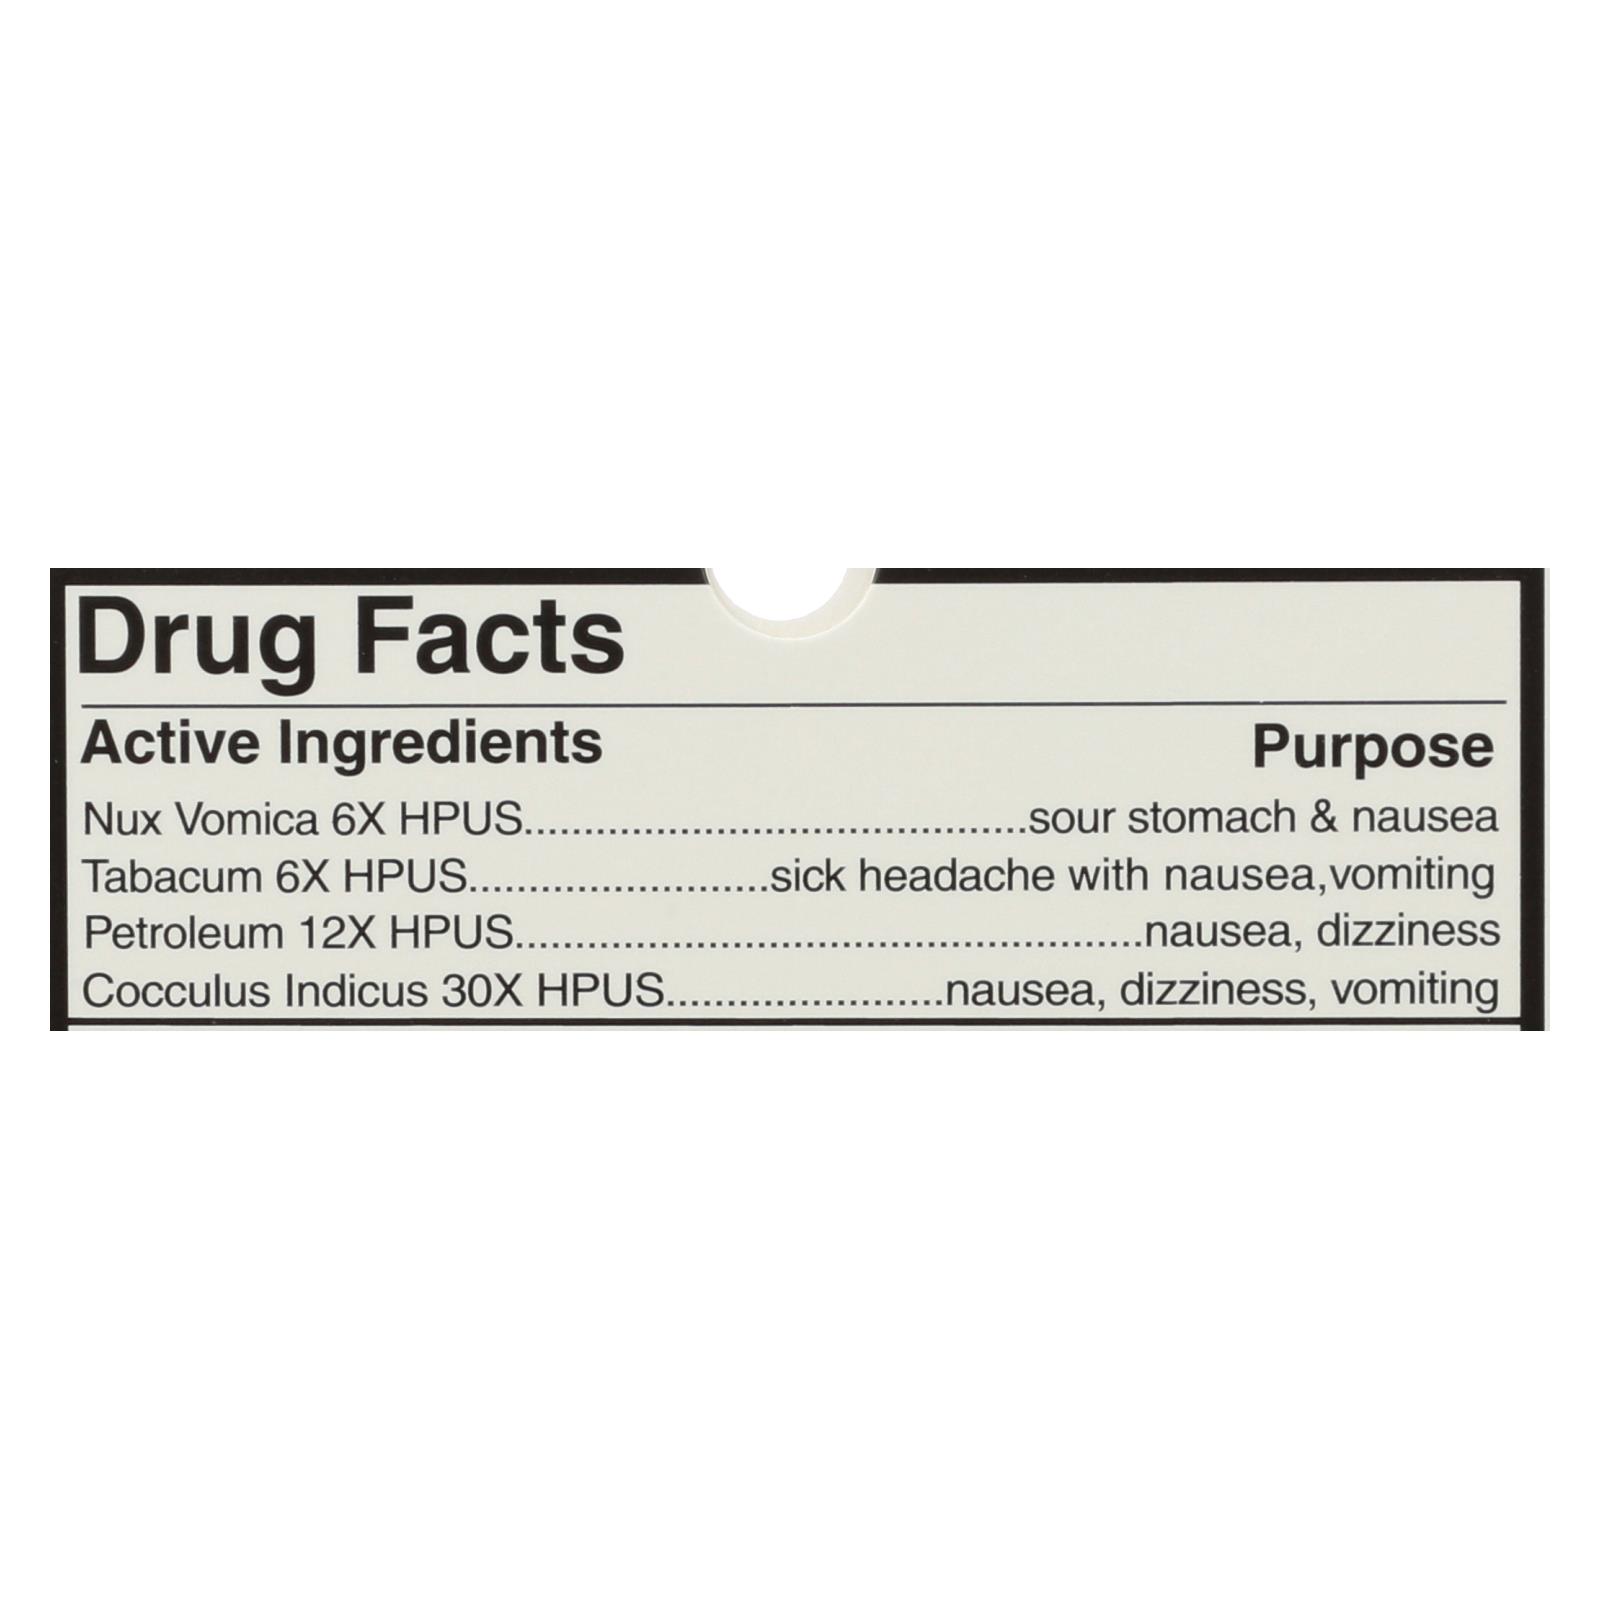 Drug Facts
Active Ingredients Purpose
Nux Vomica 6X HPUS..........................................sour stomach & nausea
Tabacum 6X HPUS.........................sick headache with nausea,vomiting
Petroleum 12X HPUS....................................................nausea, dizziness
Cocculus Indicus 30X HPUS.......................nausea, dizziness, vomiting